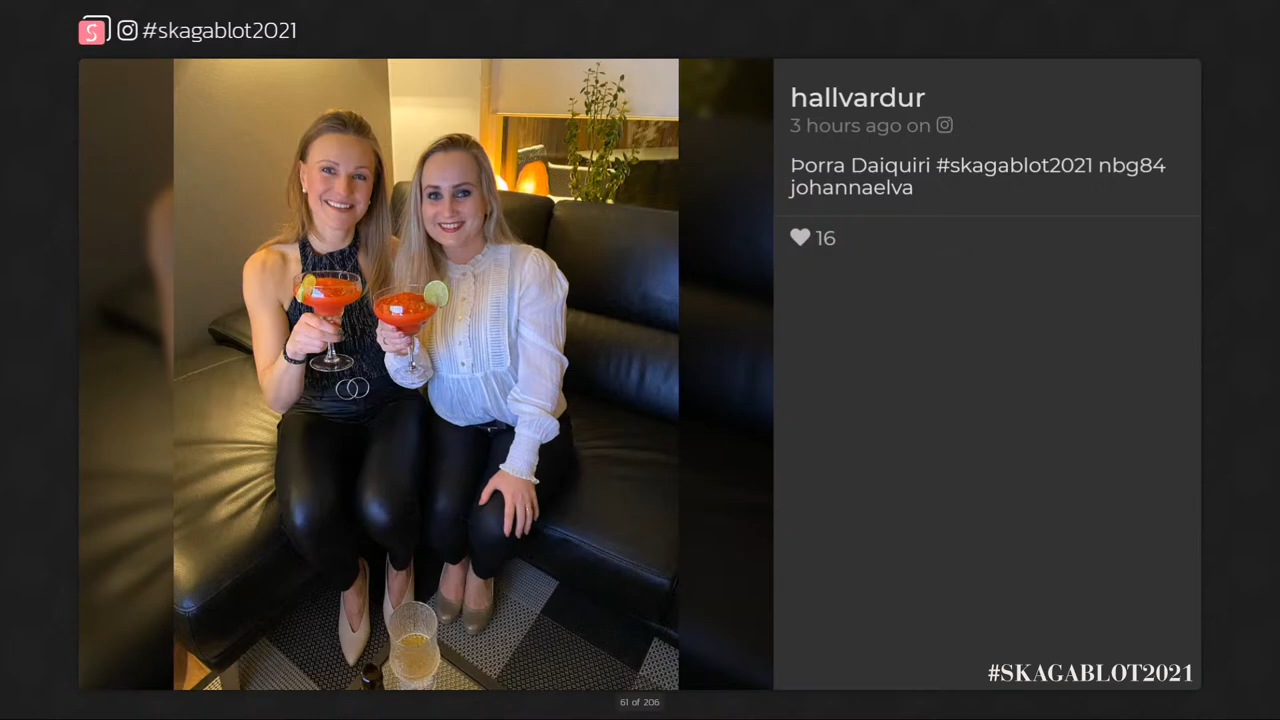 #skagablot2021
hallvardur
3 hours ago on
Þorra Daiquiri #skagablot2021 nbg84
johannaelva
16
#SKAGABLOT2021
61 of 206